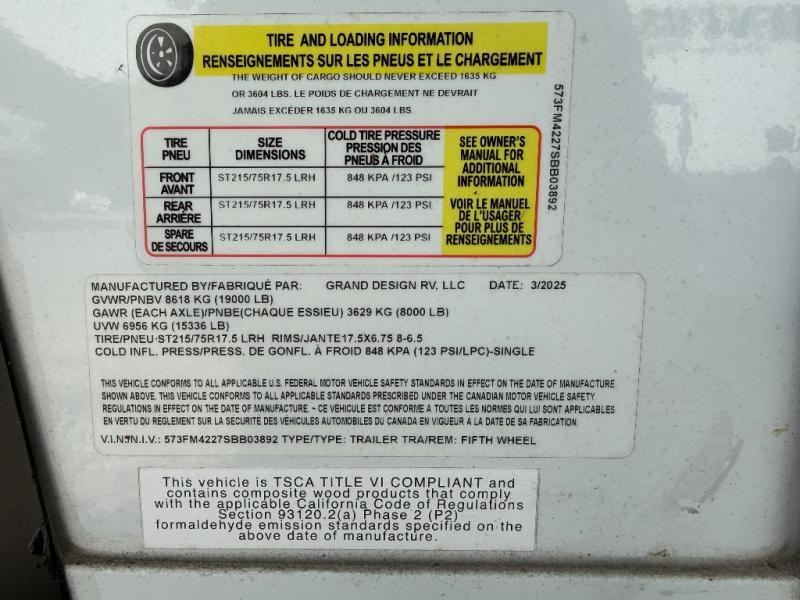 TIRE AND LOADING INFORMATION
RENSEIGNEMENTS SUR LES PNEUS ET LE CHARGEMENT
THE WEIGHT OF CARGO SHOULD NEVER EXCEED 1635 KG
OR 3604 LBS. LE POIDS DE CHARGEMENT NE DEVRAIT
JAMAIS EXCÉDER 1635 KG OU 3604 LBS.
TIRE PNEU SIZE DIMENSIONS COLD TIRE PRESSURE PRESSION DES PNEUS À FROID
FRONT AVANT ST215/75R17.5 LRH 848 KPA /123 PSI
REAR ARRIÈRE ST215/75R17.5 LRH 848 KPA /123 PSI
SPARE DE SECOURS ST215/75R17.5 LRH 848 KPA /123 PSI
SEE OWNER'S
MANUAL FOR
ADDITIONAL
INFORMATION
VOIR LE MANUEL
DE L'USAGER
POUR PLUS DE
RENSEIGNEMENTS
573FM4227SBB03892
MANUFACTURED BY/FABRIQUÉ PAR: GRAND DESIGN RV, LLC DATE: 3/2025
GVWR/PNBV 8618 KG (19000 LB)
GAWR (EACH AXLE)/PNBE(CHAQUE ESSIEU) 3629 KG (8000 LB)
UVW 6956 KG (15336 LB)
TIRE/PNEU ST215/75R17.5 LRH RIMS/JANTE17.5X6.75 8-6.5
COLD INFL. PRESS/PRESS. DE GONFL. À FROID 848 KPA (123 PSI/LPC)-SINGLE
THIS VEHICLE CONFORMS TO ALL APPLICABLE U.S. FEDERAL MOTOR VEHICLE SAFETY STANDARDS IN EFFECT ON THE DATE OF MANUFACTURE
SHOWN ABOVE. THIS VEHICLE CONFORMS TO ALL APPLICABLE STANDARDS PRESCRIBED UNDER THE CANADIAN MOTOR VEHICLE SAFETY
REGULATIONS IN EFFECT ON THE DATE OF MANUFACTURE. ~ CE VÉHICULE EST CONFORME A TOUTES LES NORMES QUI LUI SONT APPLICABLES
EN VERTU DU REGLEMENT SUR LA SECURITE DES VÉHICULES AUTOMOBILES DU CANADA EN VIGUEUR A LA DATE DE SA FABRICATION.
V.I.N./N.I.V.: 573FM4227SBB03892 TYPE/TYPE: TRAILER TRA/REM: FIFTH WHEEL
This vehicle is TSCA TITLE VI COMPLIANT and
contains composite wood products that comply
with the applicable California Code of Regulations
Section 93120.2(a) Phase 2 (P2)
formaldehyde emission standards specified on the
above date of manufacture.